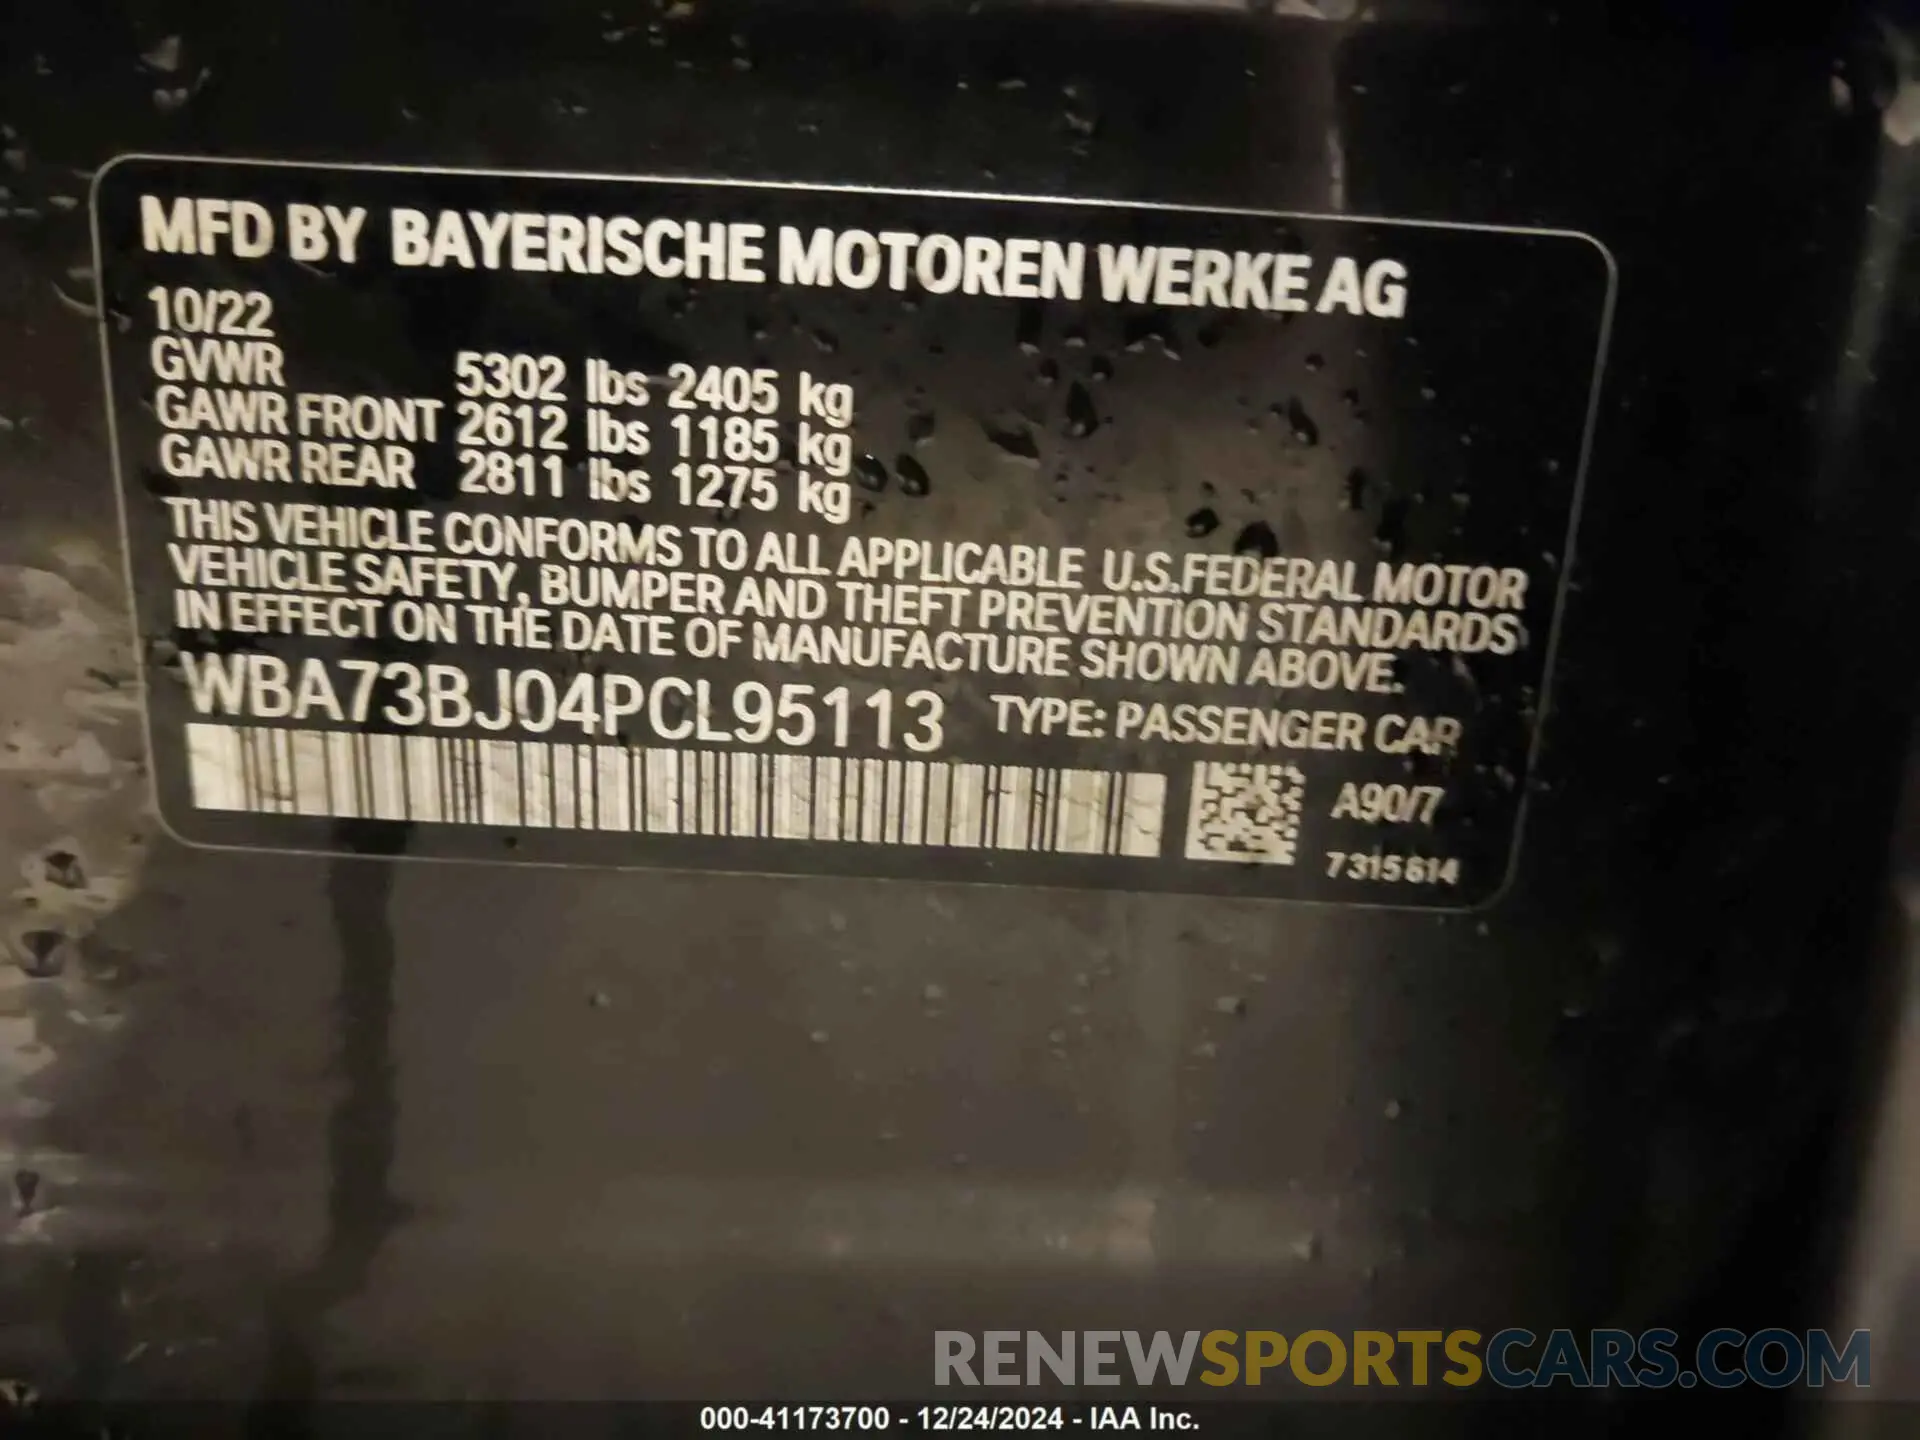 MFD BY BAYERISCHE MOTOREN WERKE AG
10/22
GVWR 5302 lbs 2405 kg
GAWR FRONT 2612 lbs 1185 kg
GAWR REAR 2811 lbs 1275 kg
THIS VEHICLE CONFORMS TO ALL APPLICABLE U.S.FEDERAL MOTOR
VEHICLE SAFETY, BUMPER AND THEFT PREVENTION STANDARDS
IN EFFECT ON THE DATE OF MANUFACTURE SHOWN ABOVE.
WBA73BJ04PCL95113 TYPE: PASSENGER CAR
A90/7
7315614
RENEWSPORTSCARS.COM
000-41173700 - 12/24/2024 - IAA Inc.